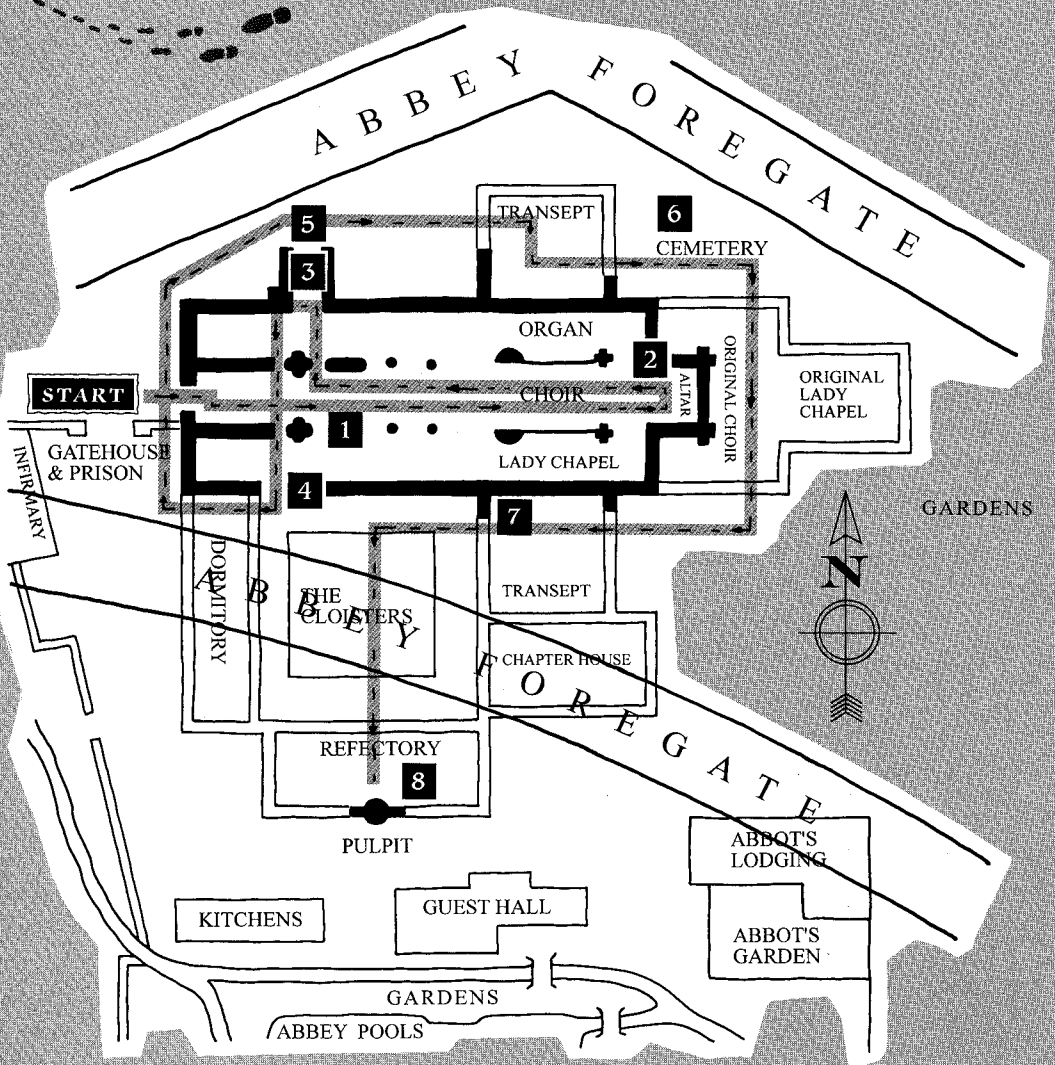 ABBEY FOREGATE
5
TRANSEPT
6
CEMETERY
3
ORGAN
2
START
CHOIR
ALTAR
ORIGINAL CHOIR
ORIGINAL
LADY
CHAPEL
1
GATEHOUSE
& PRISON
LADY CHAPEL
INFIRMARY
4
7
GARDENS
N
DORMITORY
THE
CLOISTERS
TRANSEPT
ABBEY FOREGATE
CHAPTER HOUSE
REFECTORY
8
PULPIT
ABBOT'S
LODGING
KITCHENS
GUEST HALL
ABBOT'S
GARDEN
GARDENS
ABBEY POOLS